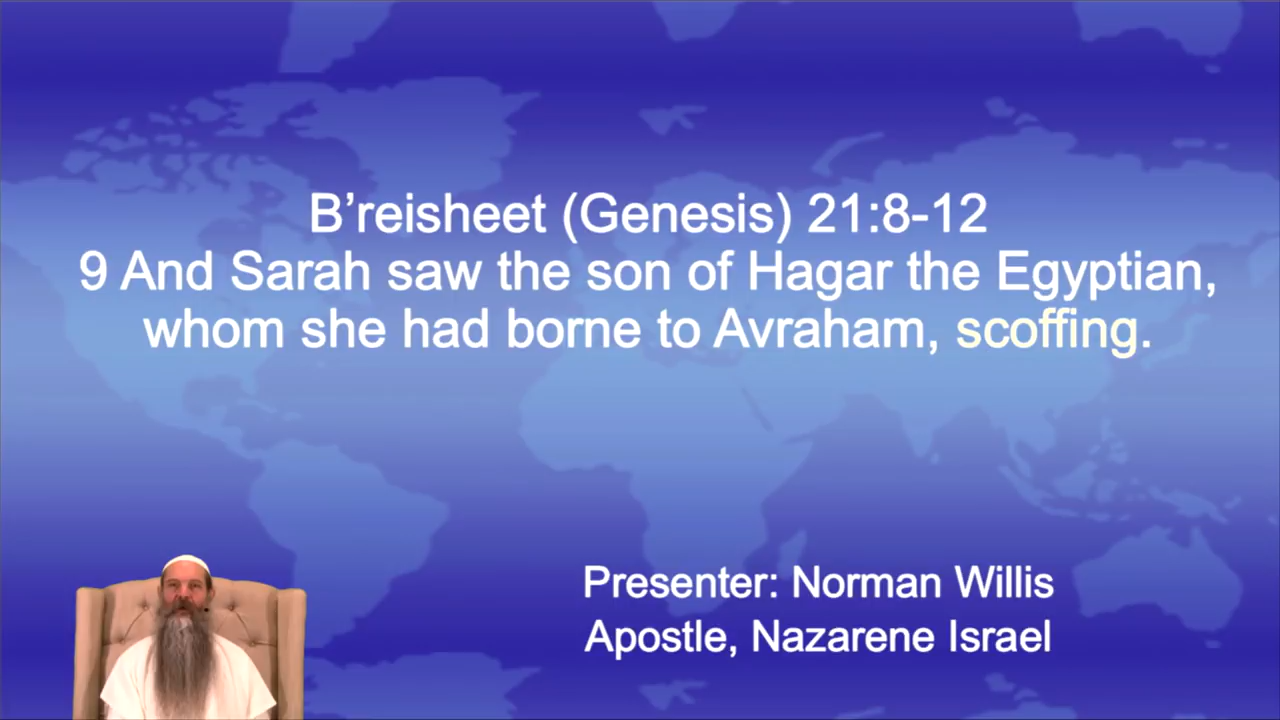 B’reisheet (Genesis) 21:8-12
9 And Sarah saw the son of Hagar the Egyptian,
whom she had borne to Avraham, scoffing.
Presenter: Norman Willis
Apostle, Nazarene Israel